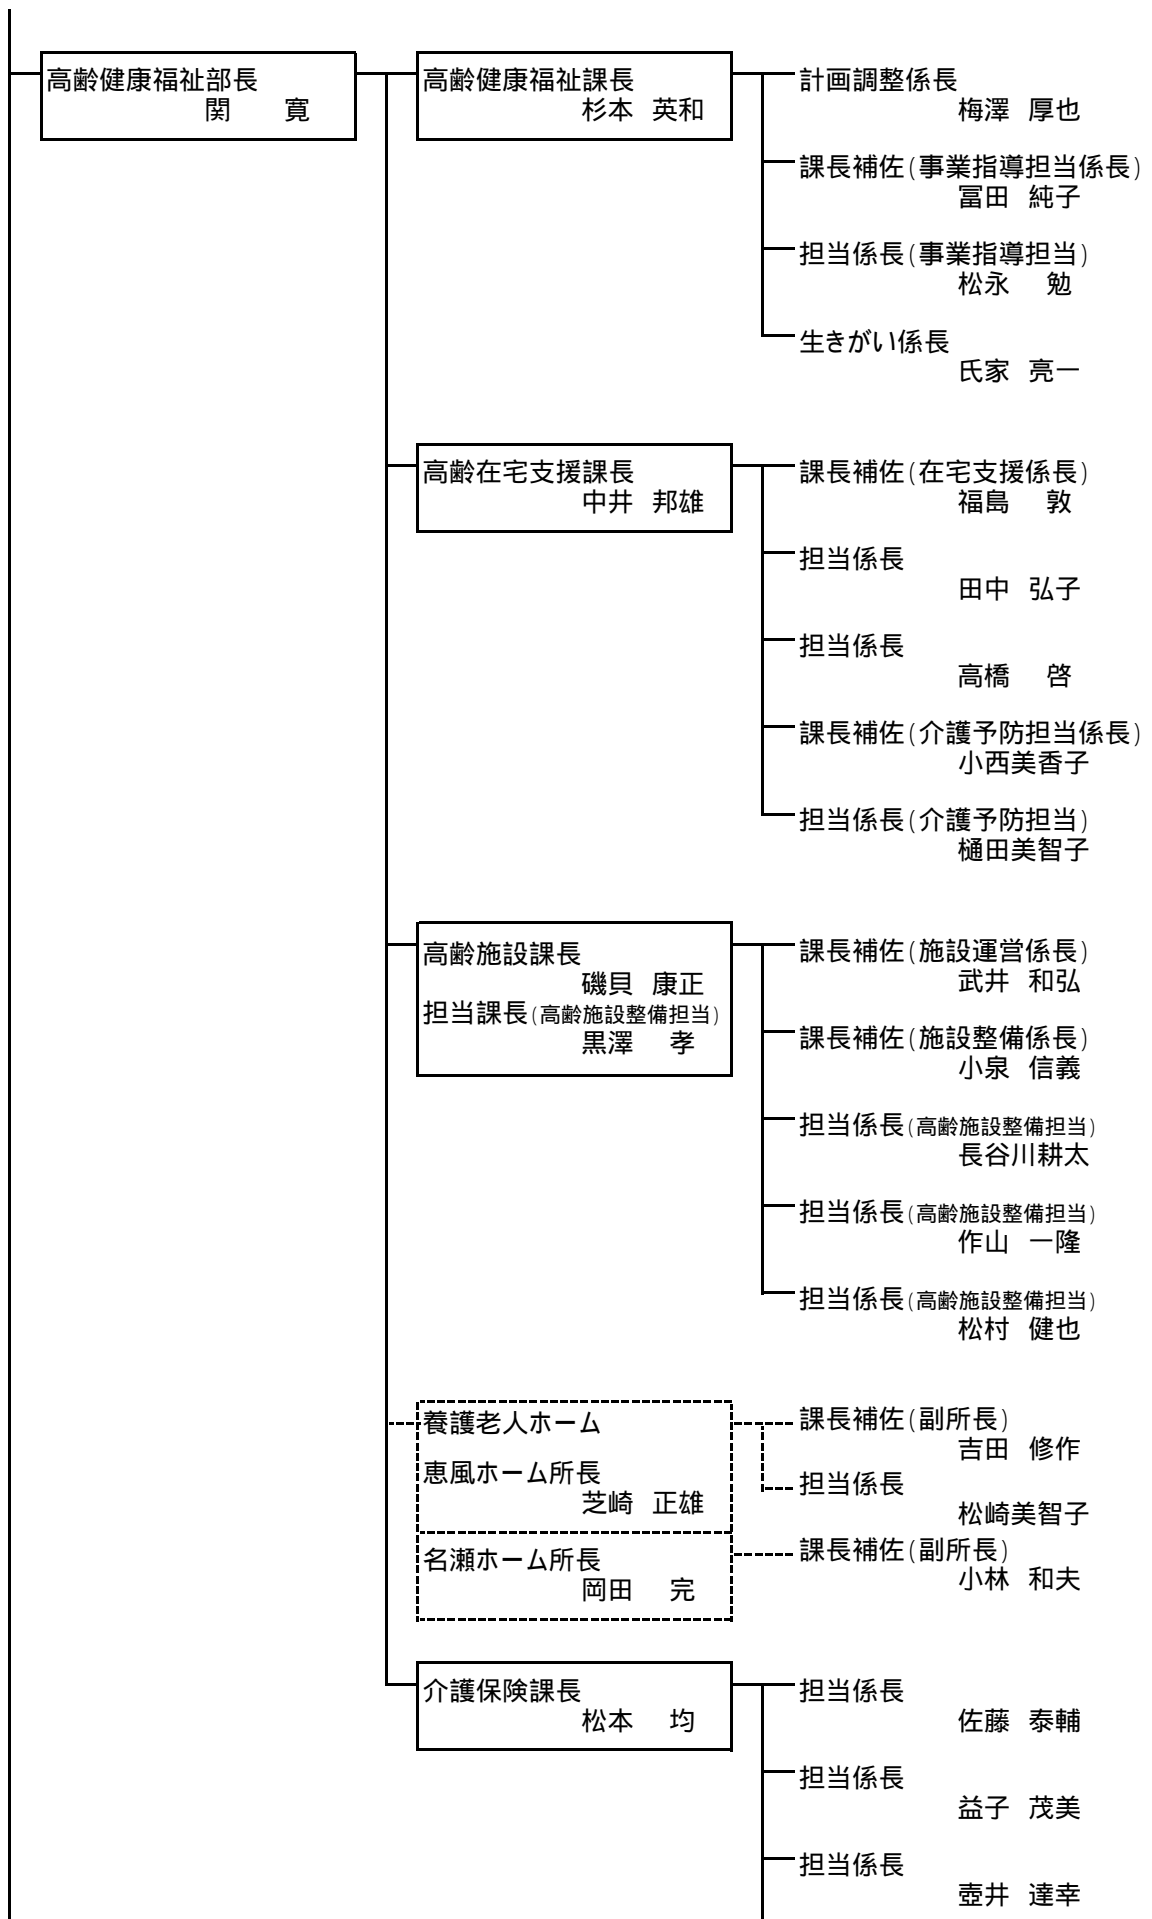 高齢健康福祉部長
関　　寛
高齢健康福祉課長
杉本　英和
計画調整係長
梅澤　厚也
課長補佐(事業指導担当係長)
冨田　純子
担当係長(事業指導担当)
松永　勉
生きがい係長
氏家　亮一
高齢在宅支援課長
中井　邦雄
課長補佐(在宅支援係長)
福島　敦
担当係長
田中　弘子
担当係長
高橋　啓
課長補佐(介護予防担当係長)
小西美香子
担当係長(介護予防担当)
樋田美智子
高齢施設課長
磯貝　康正
担当課長(高齢施設整備担当)
黒澤　孝
課長補佐(施設運営係長)
武井　和弘
課長補佐(施設整備係長)
小泉　信義
担当係長(高齢施設整備担当)
長谷川耕太
担当係長(高齢施設整備担当)
作山　一隆
担当係長(高齢施設整備担当)
松村　健也
養護老人ホーム
恵風ホーム所長
芝崎　正雄
課長補佐(副所長)
吉田　修作
担当係長
松崎美智子
名瀬ホーム所長
岡田　完
課長補佐(副所長)
小林　和夫
介護保険課長
松本　均
担当係長
佐藤　泰輔
担当係長
益子　茂美
担当係長
壺井　達幸